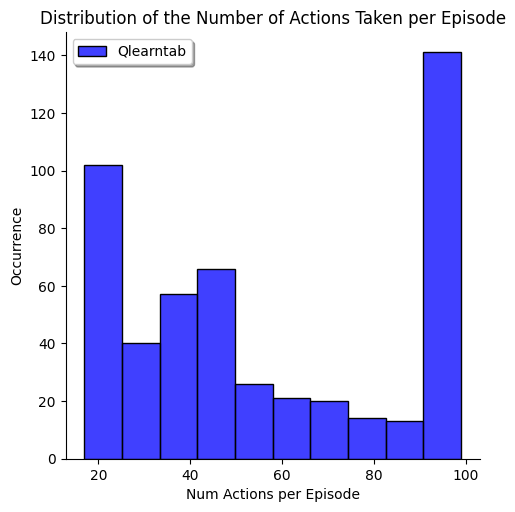 Distribution of the Number of Actions Taken per Episode
Qlearntab
140
120
100
80
60
40
20
0
Occurrence
20 40 60 80 100
Num Actions per Episode